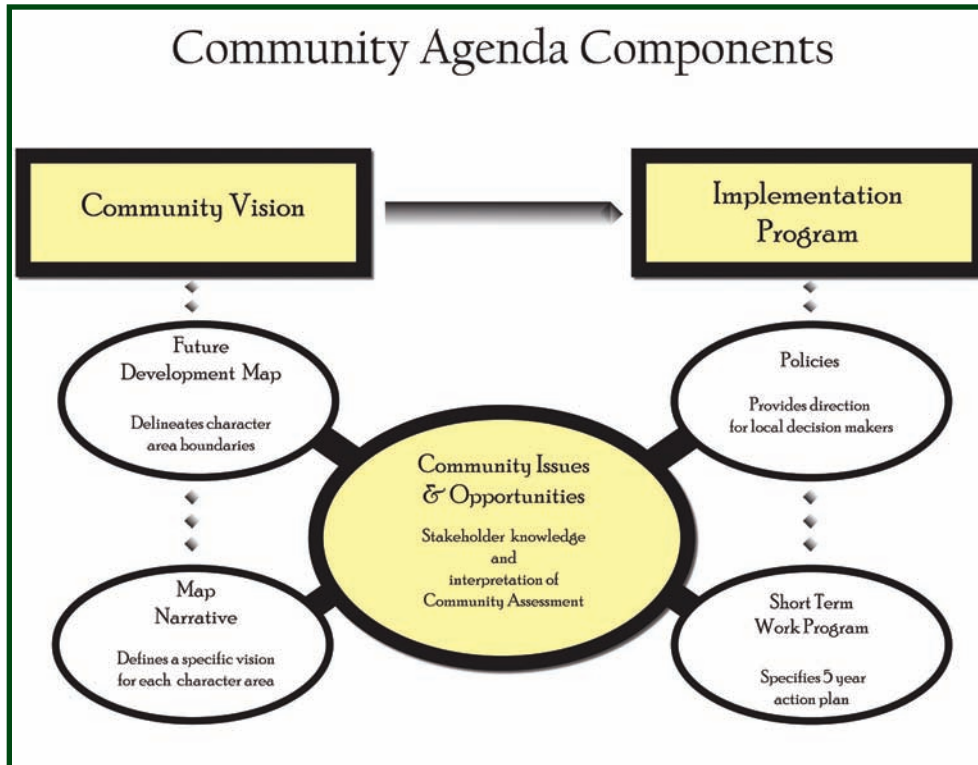 Community Agenda Components
Community Vision
Implementation
Program
Future
Development Map
Delineates character
area boundaries
Policies
Provides direction
for local decision makers
Community Issues
& Opportunities
Stakeholder knowledge
and
interpretation of
Community Assessment
Map
Narrative
Defines a specific vision
for each character area
Short Term
Work Program
Specifies 5 year
action plan